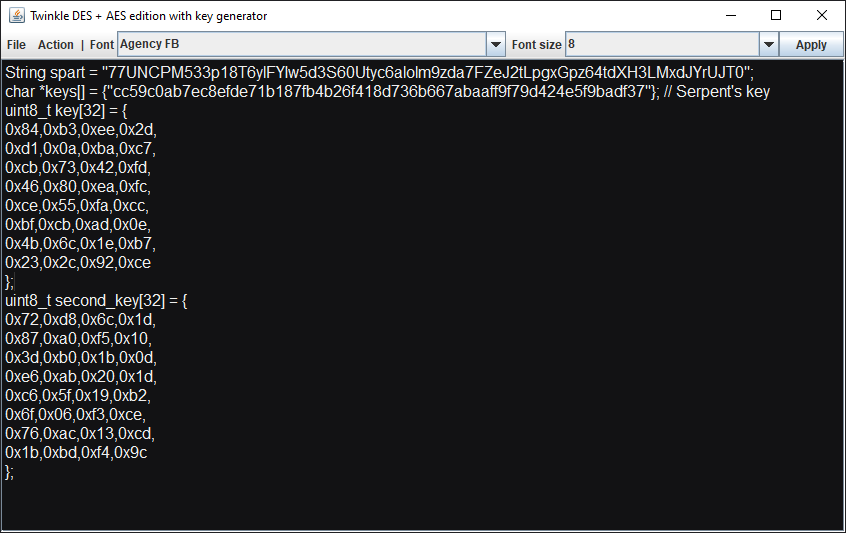 Twinkle DES + AES edition with key generator
File Action | Font Agency FB Font size 8 Apply
String spart = "77UNCPM533p18T6ylFYlw5d3S60Utyc6alolm9zda7FZeJ2tLpgxGpz64tdXH3LMxdJYrUJT0";
char *keys[] = {"cc59c0ab7ec8efde71b187fb4b26f418d736b667abaaff9f79d424e5f9badf37"}; // Serpent's key
uint8_t key[32] = {
0x84,0xb3,0xee,0x2d,
0xd1,0x0a,0xba,0xc7,
0xcb,0x73,0x42,0xfd,
0x46,0x80,0xea,0xfc,
0xce,0x55,0xfa,0xcc,
0xbf,0xcb,0xad,0x0e,
0x4b,0x6c,0x1e,0xb7,
0x23,0x2c,0x92,0xce
};
uint8_t second_key[32] = {
0x72,0xd8,0x6c,0x1d,
0x87,0xa0,0xf5,0x10,
0x3d,0xb0,0x1b,0x0d,
0xe6,0xab,0x20,0x1d,
0xc6,0x5f,0x19,0xb2,
0x6f,0x06,0xf3,0xce,
0x76,0xac,0x13,0xcd,
0x1b,0xbd,0xf4,0x9c
};